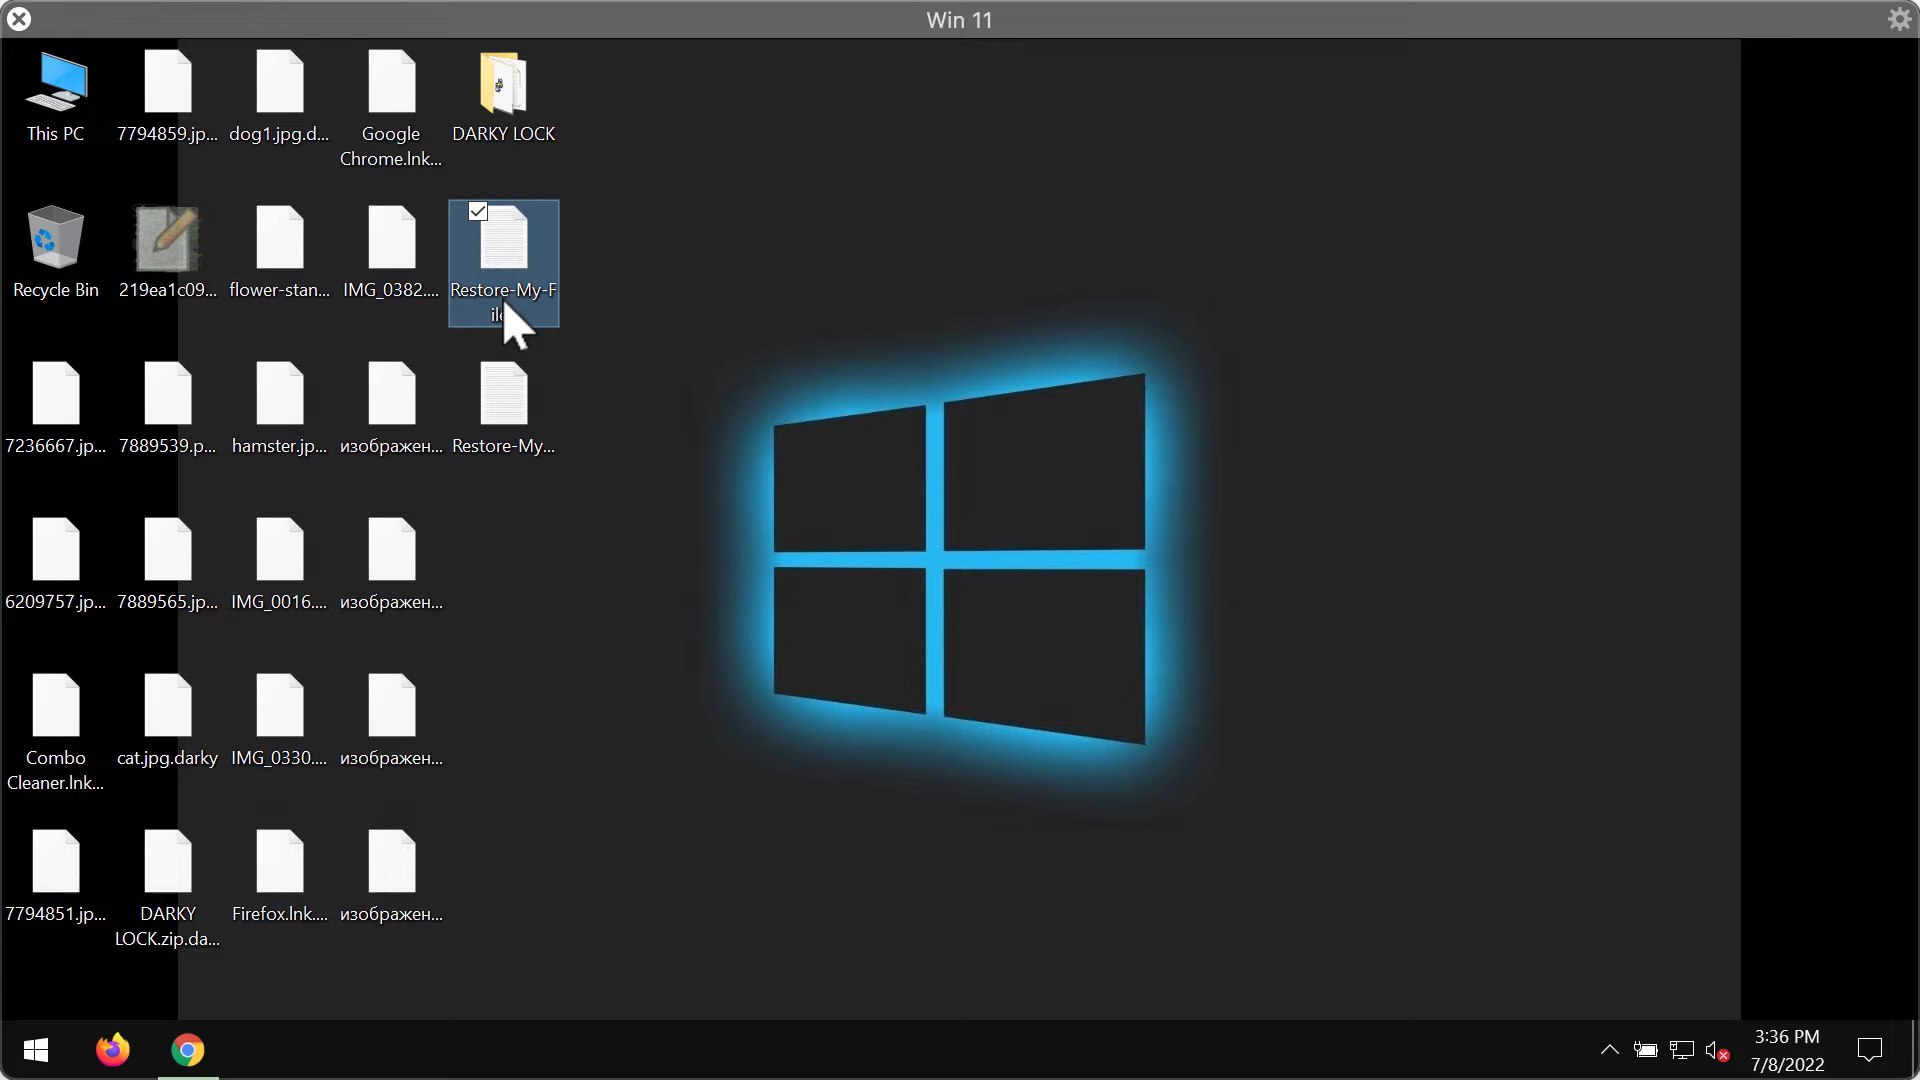 Win 11
This PC
7794859.jp...
dog1.jpg.d...
Google
Chrome.lnk...
DARKY LOCK
Recycle Bin
219ea1c09...
flower-stan...
IMG_0382....
Restore-My-F
7236667.jp...
7889539.p...
hamster.jp...
изображен...
Restore-My...
6209757.jp...
7889565.jp...
IMG_0016....
изображен...
Combo
Cleaner.lnk...
cat.jpg.darky
IMG_0330....
изображен...
7794851.jp...
DARKY
LOCK.zip.da...
Firefox.lnk....
изображен...
3:36 PM
7/8/2022